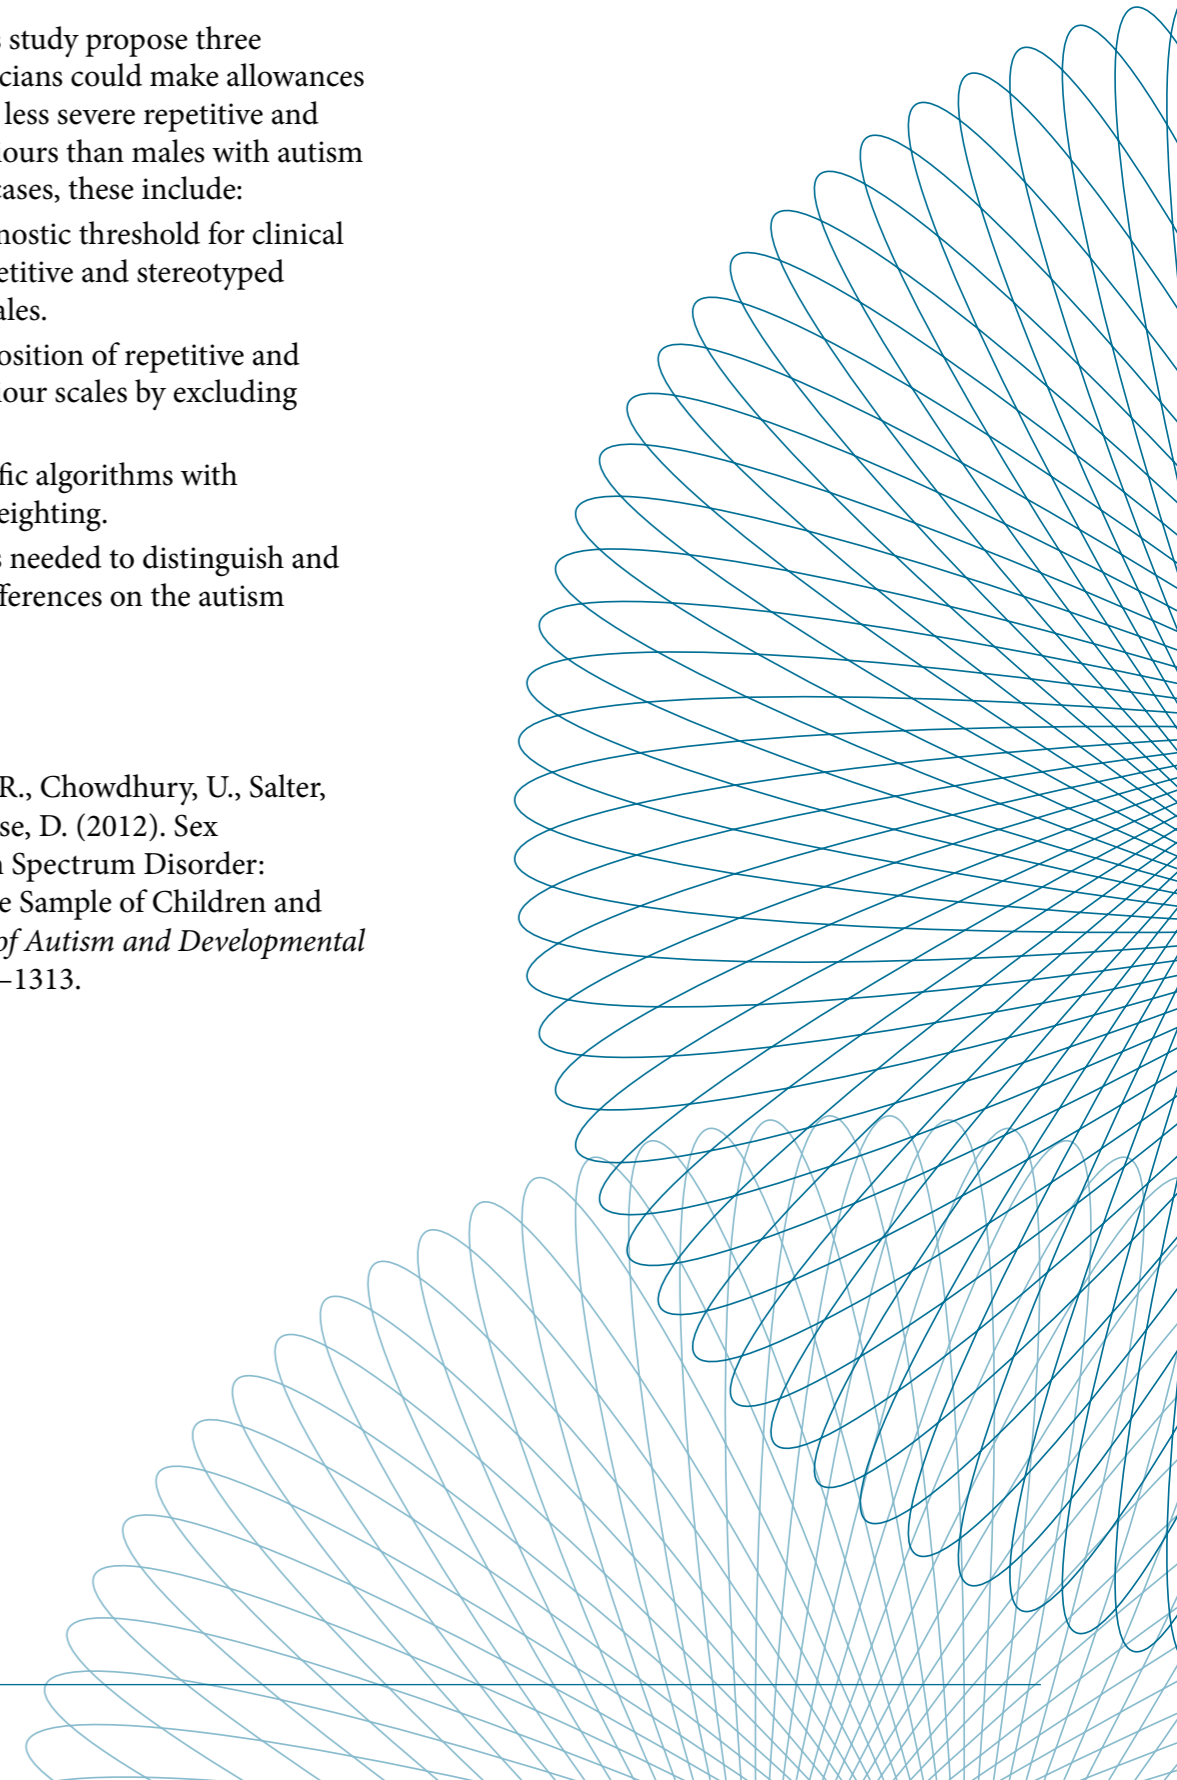 s study propose three
cians could make allowances
less severe repetitive and
iours than males with autism
cases, these include:
nostic threshold for clinical
etitive and stereotyped
ales.
osition of repetitive and
iour scales by excluding
fic algorithms with
eighting.
s needed to distinguish and
fferences on the autism
R., Chowdhury, U., Salter,
se, D. (2012). Sex
n Spectrum Disorder:
e Sample of Children and
of Autism and Developmental
–1313.